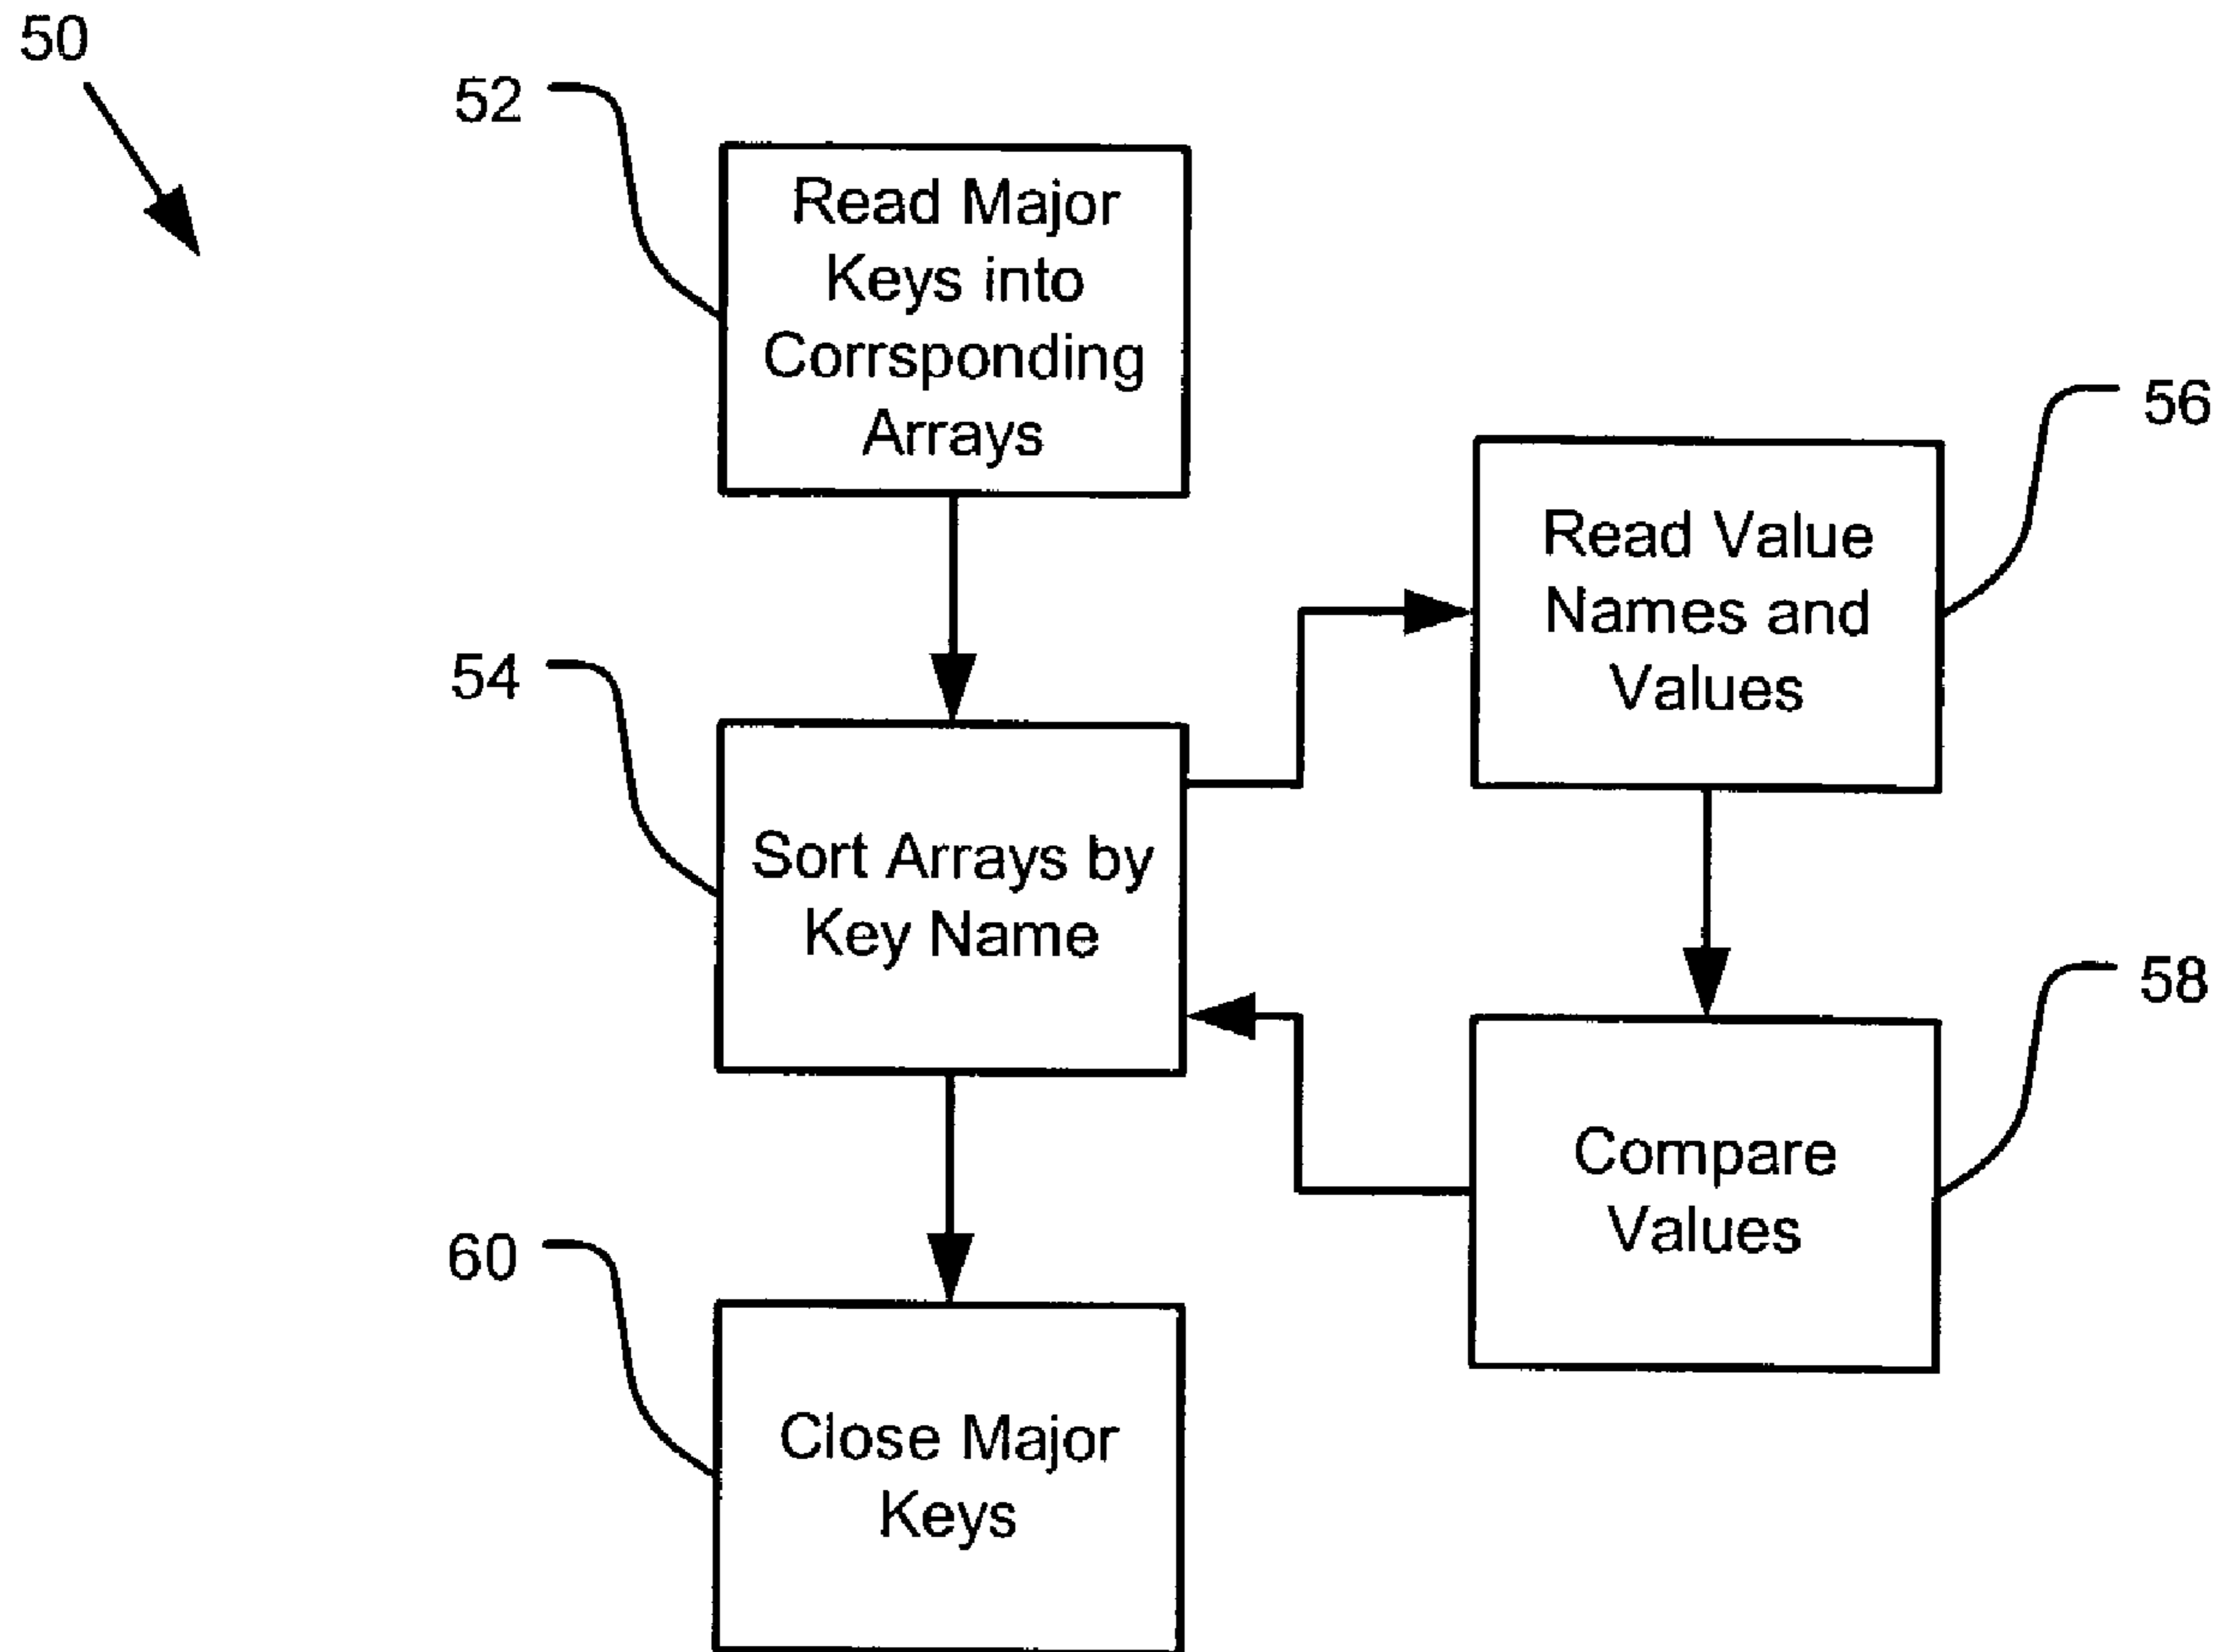 50
52
Read Major
Keys into
Corrsponding
Arrays
56
Read Value
Names and
Values
54
Sort Arrays by
Key Name
58
Compare
Values
60
Close Major
Keys